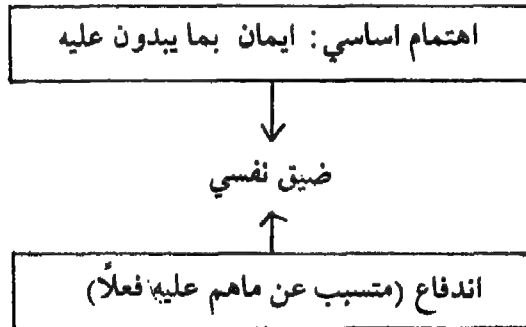 اهتمام اساسي : ايمان بما يبدون عليه
ضيق نفسي
اندفاع (متسبب عن ماهم عليه فعلاً)